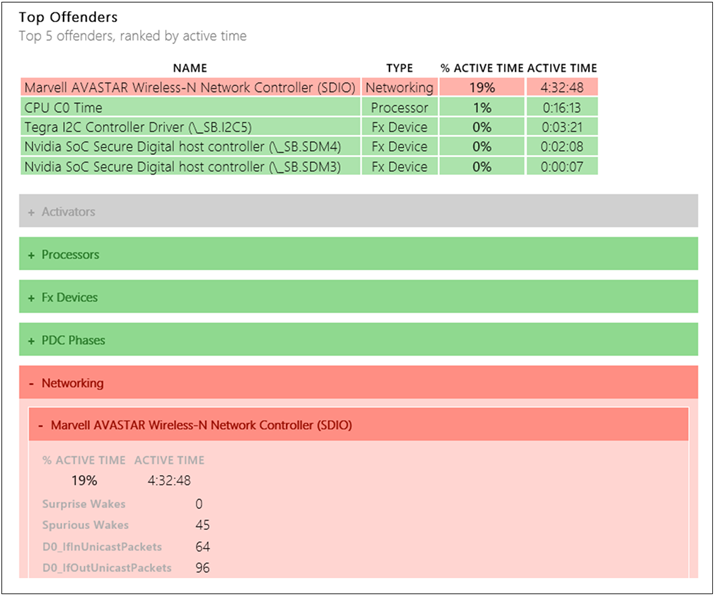 Top Offenders
Top 5 offenders, ranked by active time
NAME TYPE % ACTIVE TIME ACTIVE TIME
Marvell AVASTAR Wireless-N Network Controller (SDIO) Networking 19% 4:32:48
CPU C0 Time Processor 1% 0:16:13
Tegra I2C Controller Driver (\_SB.I2C5) Fx Device 0% 0:03:21
Nvidia SoC Secure Digital host controller (\_SB.SDM4) Fx Device 0% 0:02:08
Nvidia SoC Secure Digital host controller (\_SB.SDM3) Fx Device 0% 0:00:07
+ Activators
+ Processors
+ Fx Devices
+ PDC Phases
- Networking
- Marvell AVASTAR Wireless-N Network Controller (SDIO)
% ACTIVE TIME ACTIVE TIME
19% 4:32:48
Surprise Wakes 0
Spurious Wakes 45
D0_IfInUnicastPackets 64
D0_IfOutUnicastPackets 96